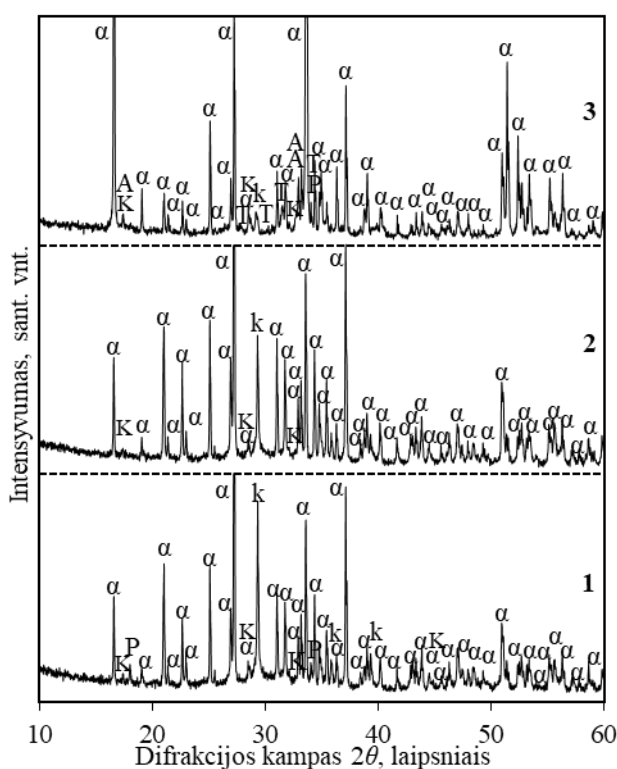 α α α
α
3
α
A
A
A α K k α α T α
K α α α α T T α T K A P α α α α α α α α α α α α α α
2
α α α α
α α α α k α α α
K α α α α K α α α K α α α α α α α α α α α α α α α α
1
α k α
α α α α α α α α
P K α α α α K α α α K P α k α α α k α α K α α α α α α α α α
Intensyvumas, sant. vnt.
10 20 30 40 50 60
Difrakcijos kampas 2θ, laipsniais